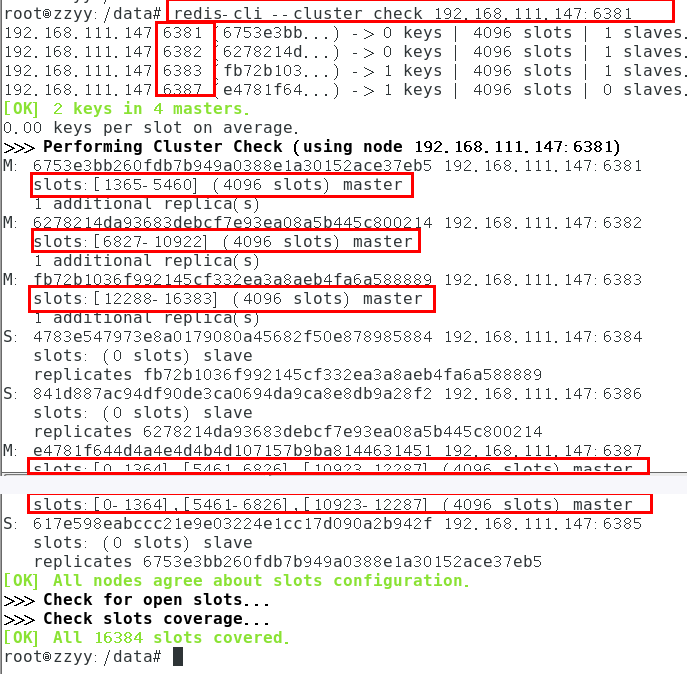 root@zzyy:/data# redis-cli --cluster check 192.168.111.147:6381
192.168.111.147 6381 (6753e3bb...) -> 0 keys | 4096 slots | 1 slaves.
192.168.111.147 6382 (6278214d...) -> 0 keys | 4096 slots | 1 slaves.
192.168.111.147 6383 (fb72b103...) -> 1 keys | 4096 slots | 1 slaves.
192.168.111.147 6387 (e4781f64...) -> 1 keys | 4096 slots | 0 slaves.
[OK] 2 keys in 4 masters.
0.00 keys per slot on average.
>>> Performing Cluster Check (using node 192.168.111.147:6381)
M: 6753e3bb260fdb7b949a0388e1a30152ace37eb5 192.168.111.147:6381
slots:[1365-5460] (4096 slots) master
1 additional replica(s)
M: 6278214da93683debcf7e93ea08a5b445c800214 192.168.111.147:6382
slots:[6827-10922] (4096 slots) master
1 additional replica(s)
M: fb72b1036f992145cf332ea3a8aeb4fa6a588889 192.168.111.147:6383
slots:[12288-16383] (4096 slots) master
1 additional replica(s)
S: 4783e547973e8a0179080a45682f50e878985884 192.168.111.147:6384
slots: (0 slots) slave
replicates fb72b1036f992145cf332ea3a8aeb4fa6a588889
S: 841d887ac94df90de3ca0694da9ca8e8db9a28f2 192.168.111.147:6386
slots: (0 slots) slave
replicates 6278214da93683debcf7e93ea08a5b445c800214
M: e4781f644d4a4e4d4b4d107157b9ba8144631451 192.168.111.147:6387
slots:[0-1364],[5461-6826],[10923-12287] (4096 slots) master
slots:[0-1364],[5461-6826],[10923-12287] (4096 slots) master
S: 617e598eabccc21e9e03224e1cc17d090a2b942f 192.168.111.147:6385
slots: (0 slots) slave
replicates 6753e3bb260fdb7b949a0388e1a30152ace37eb5
[OK] All nodes agree about slots configuration.
>>> Check for open slots...
>>> Check slots coverage...
[OK] All 16384 slots covered.
root@zzyy:/data#